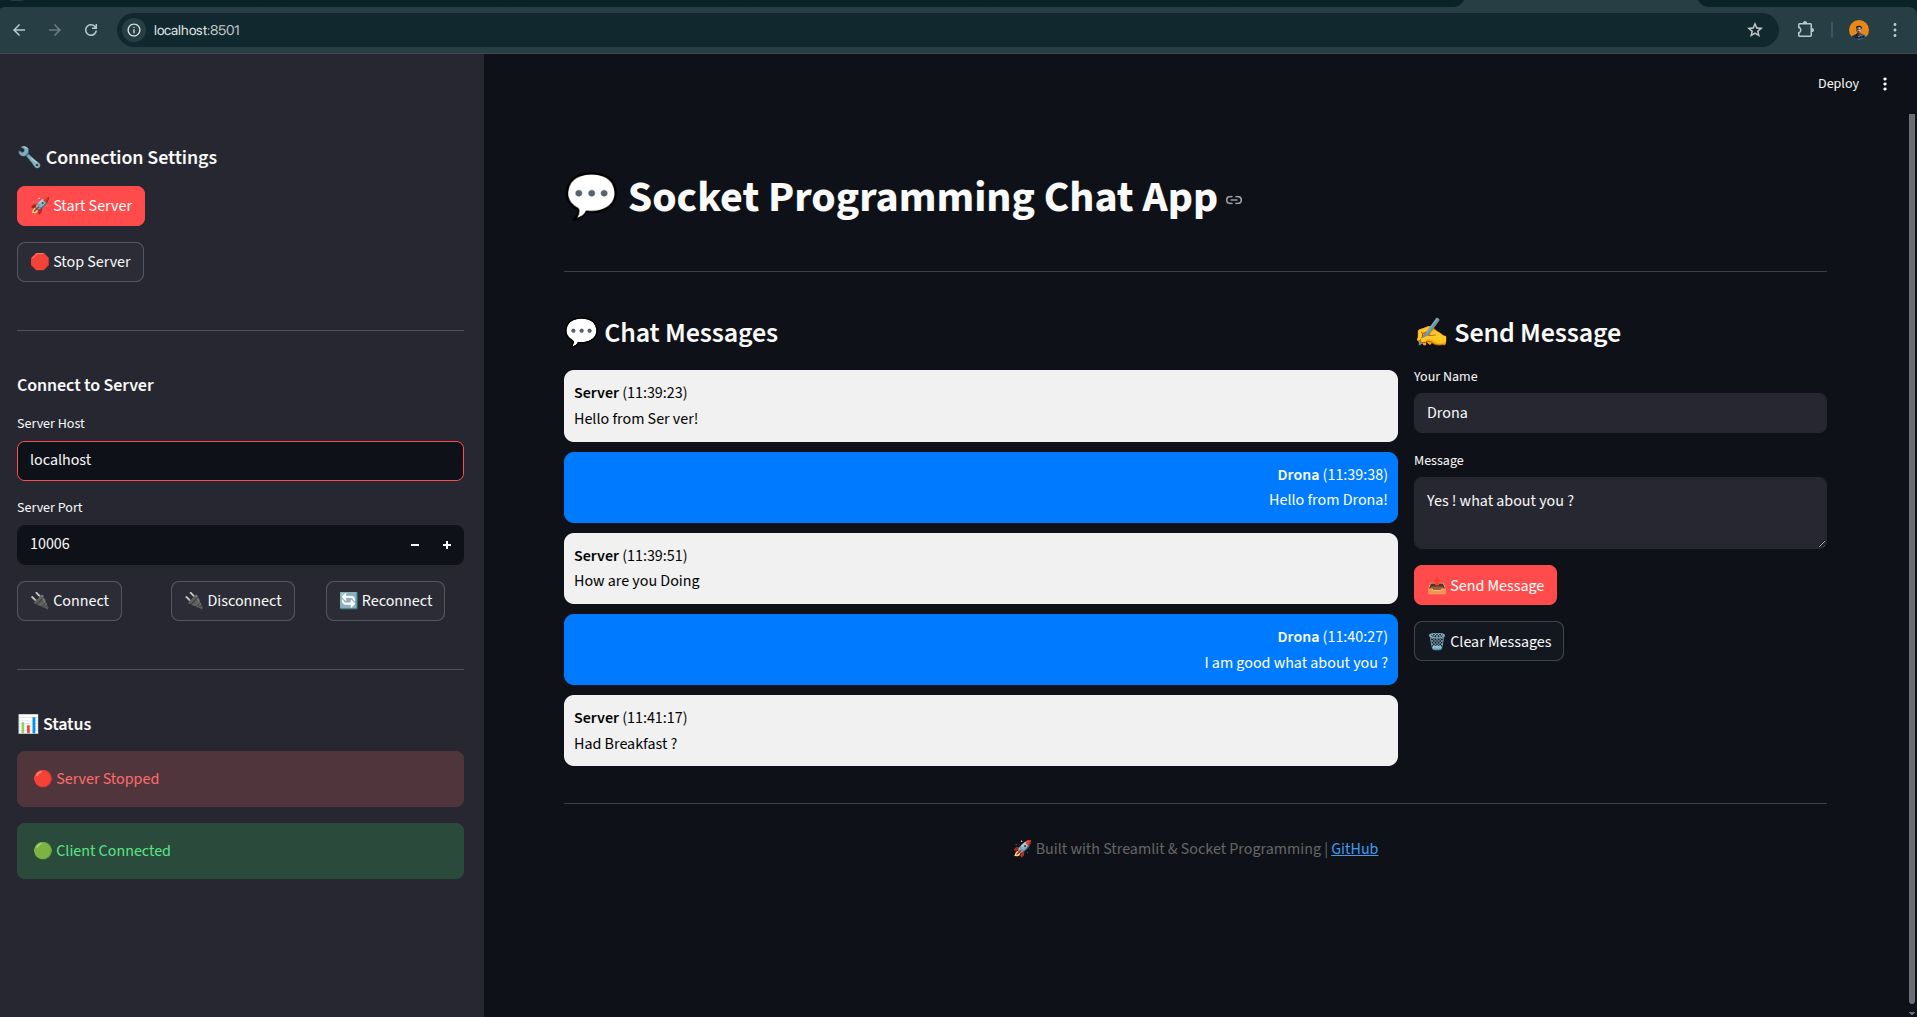 localhost:8501
Deploy
🔧 Connection Settings
🚀 Start Server
🛑 Stop Server
Connect to Server
Server Host
localhost
Server Port
10006
🔌 Connect
🔌 Disconnect
🔄 Reconnect
📊 Status
🔴 Server Stopped
🟢 Client Connected
💬 Socket Programming Chat App
💬 Chat Messages
Server (11:39:23)
Hello from Ser ver!
Drona (11:39:38)
Hello from Drona!
Server (11:39:51)
How are you Doing
Drona (11:40:27)
I am good what about you ?
Server (11:41:17)
Had Breakfast ?
✍️ Send Message
Your Name
Drona
Message
Yes ! what about you ?
📤 Send Message
🗑️ Clear Messages
🚀 Built with Streamlit & Socket Programming | GitHub